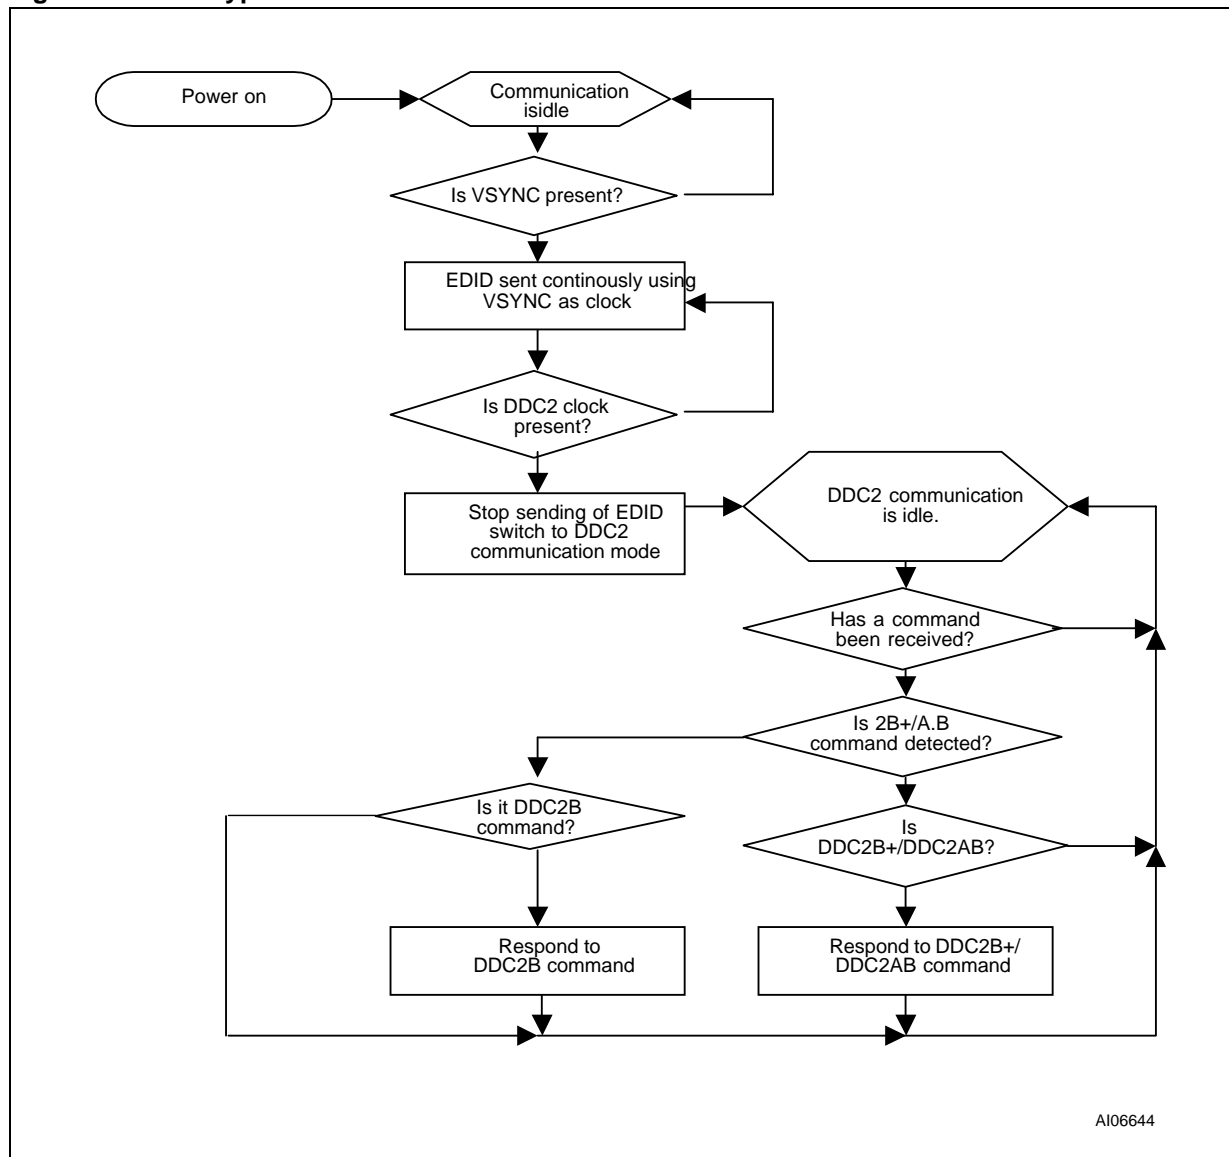 Power on
Communication
isidle
Is VSYNC present?
EDID sent continously using
VSYNC as clock
Is DDC2 clock
present?
Stop sending of EDID
switch to DDC2
communication mode
DDC2 communication
is idle.
Has a command
been received?
Is 2B+/A.B
command detected?
Is it DDC2B
command?
Is
DDC2B+/DDC2AB?
Respond to
DDC2B command
Respond to DDC2B+/
DDC2AB command
AI06644